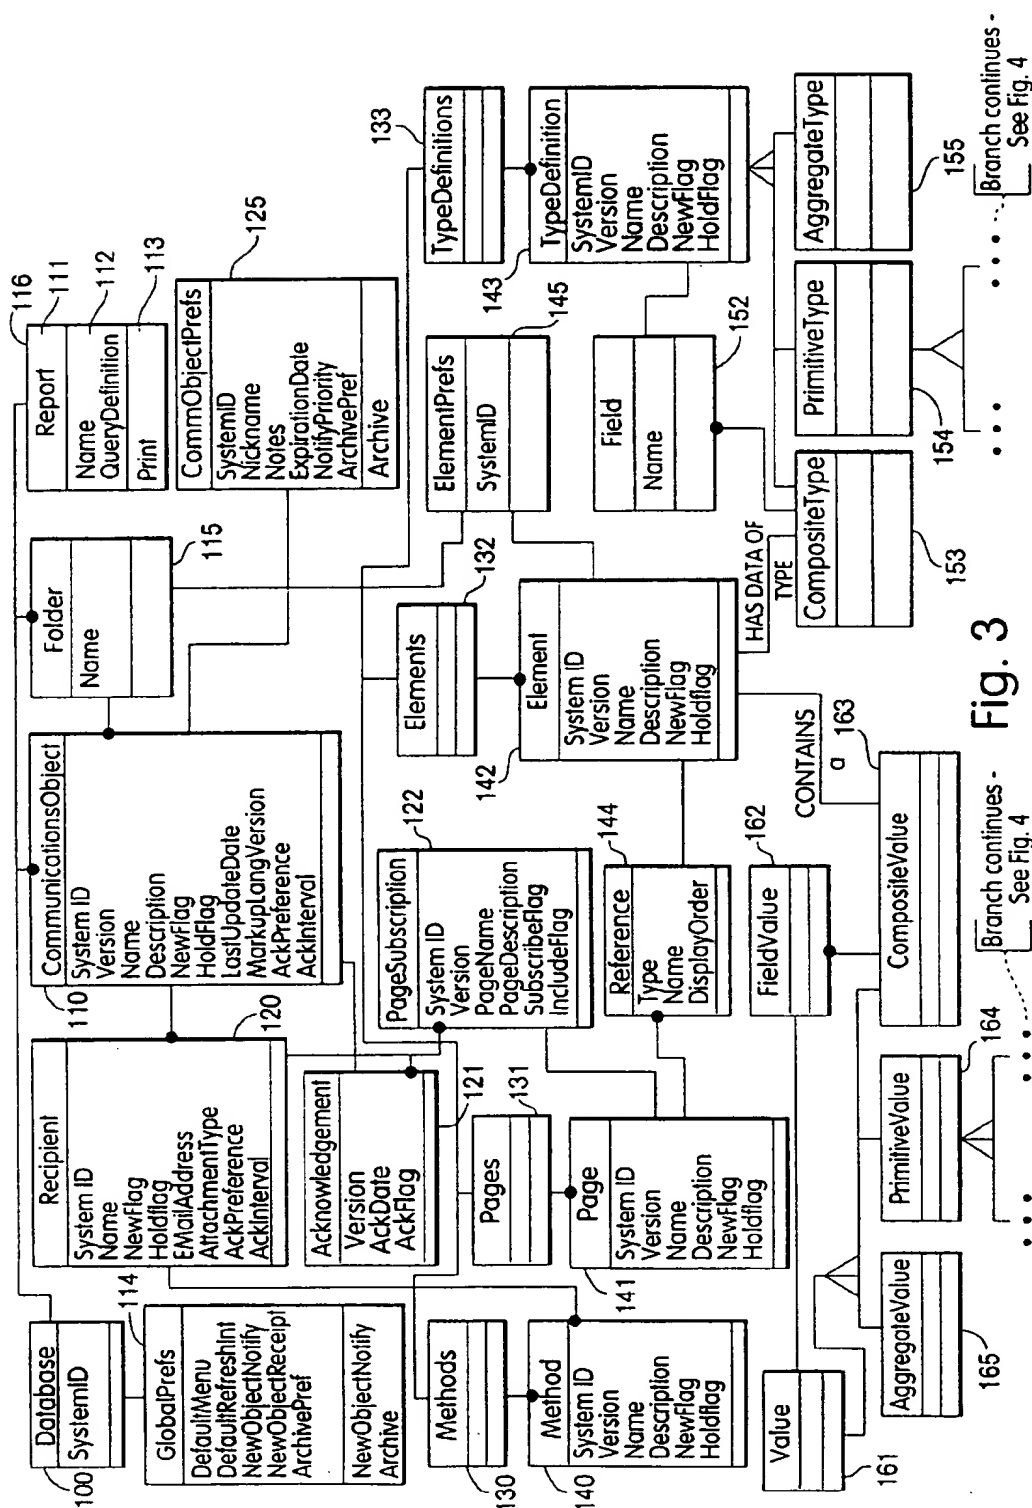 100
Database
SystemID
114
GlobalPrefs
DefaultMenu
DefaultRefreshInt
NewObjectNotify
NewObjectReceipt
ArchivePref
NewObjectNotify
Archive
Recipient
System ID
Name
NewFlag
Holdflag
EMailAddress
AttachmentType
AckPreference
AckInterval
120
110
CommunicationsObject
System ID
Version
Name
Description
NewFlag
HoldFlag
LastUpdateDate
MarkupLangVersion
AckPreference
AckInterval
Folder
Name
115
116
Report
111
Name
QueryDefinition
112
Print
113
CommObjectPrefs
125
SystemID
Nickname
Notes
ExpirationDate
NotifyPriority
ArchivePref
Archive
Acknowledgement
Version
AckDate
AckFlag
121
PageSubscription
122
System ID
Version
PageName
PageDescription
SubscribeFlag
IncludeFlag
Methods
130
Pages
131
Elements
132
TypeDefinitions
133
ElementPrefs
SystemID
145
Method
System ID
Version
Name
Description
NewFlag
Holdflag
140
Page
System ID
Version
Name
Description
NewFlag
Holdflag
141
Reference
144
Type
Name
DisplayOrder
142
Element
System ID
Version
Name
Description
NewFlag
Holdflag
143
TypeDefinition
SystemID
Version
Name
Description
NewFlag
HoldFlag
Field
Name
152
HAS DATA OF
TYPE
CONTAINS
a
Value
161
FieldValue
162
CompositeValue
163
PrimitiveValue
164
AggregateValue
165
CompositeType
153
PrimitiveType
154
AggregateType
155
Branch continues -
See Fig. 4
Branch continues -
See Fig. 4
Fig. 3